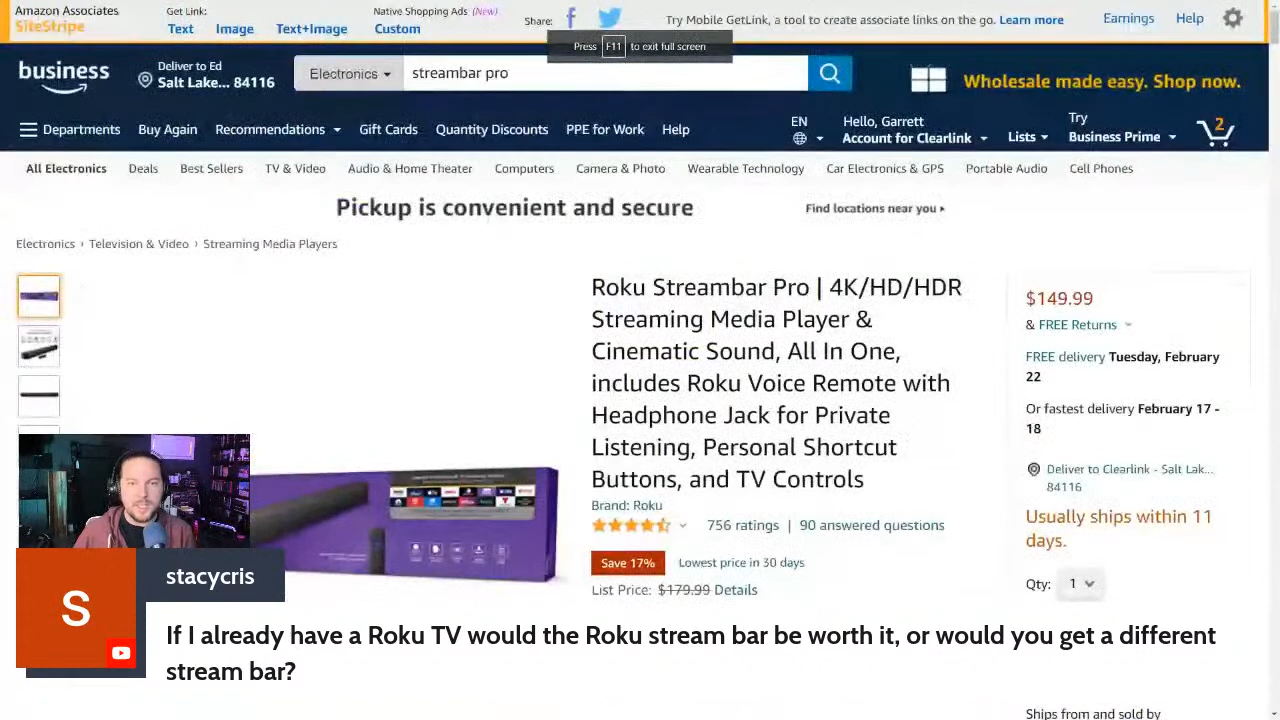 Amazon Associates
SiteStripe
Get Link:
Text
Image
Text+Image
Native Shopping Ads (New)
Custom
Share:
Try Mobile GetLink, a tool to create associate links on the go. Learn more
Earnings
Help
Press F11 to exit full screen
business
Deliver to Ed
Salt Lake... 84116
Electronics
streambar pro
Wholesale made easy. Shop now.
Departments
Buy Again
Recommendations
Gift Cards
Quantity Discounts
PPE for Work
Help
EN
Hello, Garrett
Account for Clearlink
Lists
Try
Business Prime
2
All Electronics
Deals
Best Sellers
TV & Video
Audio & Home Theater
Computers
Camera & Photo
Wearable Technology
Car Electronics & GPS
Portable Audio
Cell Phones
Pickup is convenient and secure
Find locations near you
Electronics › Television & Video › Streaming Media Players
Roku Streambar Pro | 4K/HD/HDR
Streaming Media Player &
Cinematic Sound, All In One,
includes Roku Voice Remote with
Headphone Jack for Private
Listening, Personal Shortcut
Buttons, and TV Controls
Brand: Roku
756 ratings | 90 answered questions
Save 17%
Lowest price in 30 days
List Price: $179.99 Details
$149.99
& FREE Returns
FREE delivery Tuesday, February
22
Or fastest delivery February 17 -
18
Deliver to Clearlink - Salt Lak...
84116
Usually ships within 11
days.
Qty: 1
Ships from and sold by
S
stacycris
If I already have a Roku TV would the Roku stream bar be worth it, or would you get a different
stream bar?